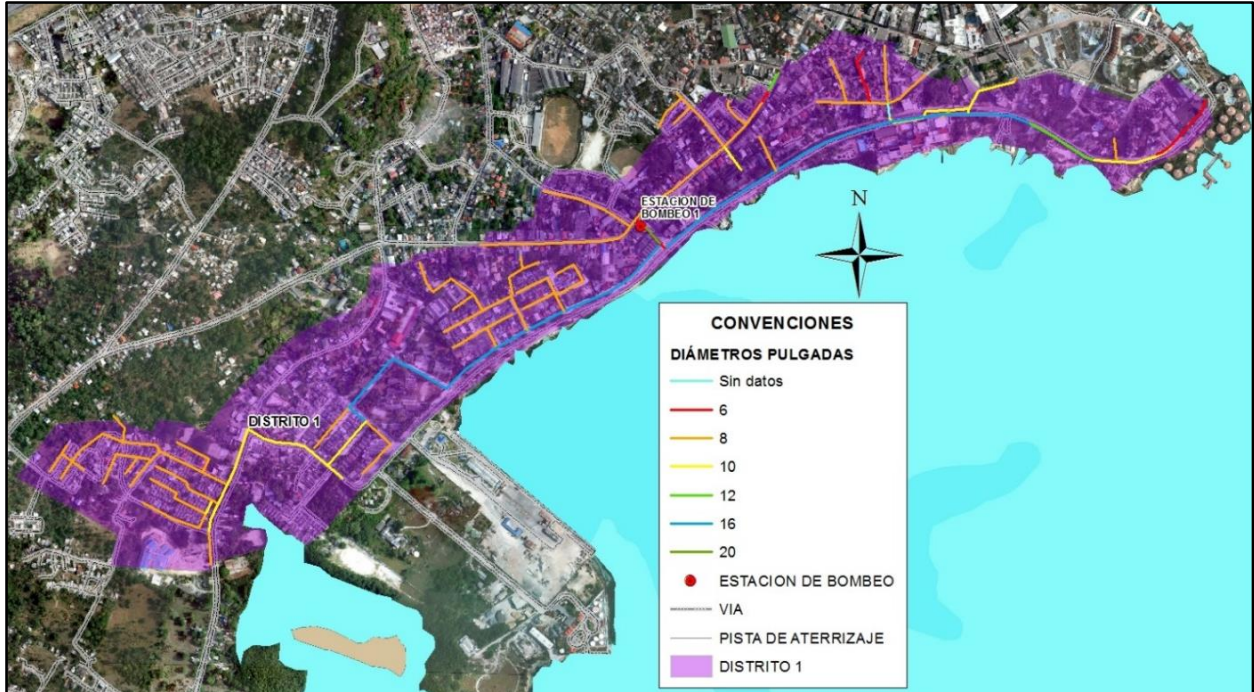 ESTACION DE
BOMBEO 1
N
DISTRITO 1
CONVENCIONES
DIÁMETROS PULGADAS
Sin datos
6
8
10
12
16
20
ESTACION DE BOMBEO
VIA
PISTA DE ATERRIZAJE
DISTRITO 1